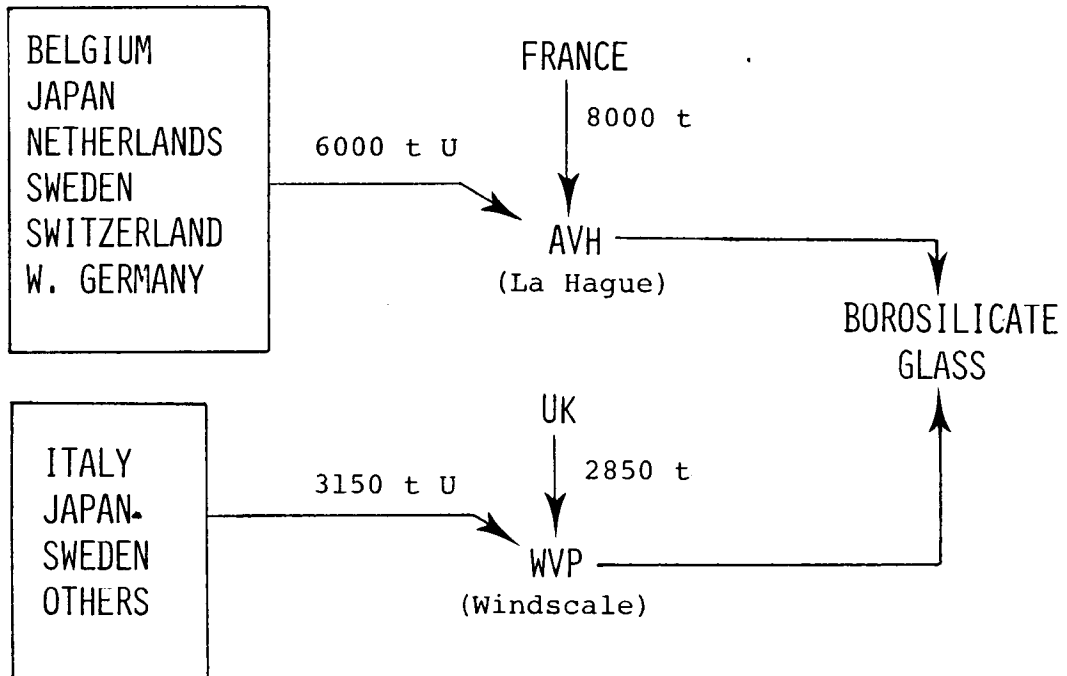 BELGIUM
JAPAN
NETHERLANDS
SWEDEN
SWITZERLAND
W. GERMANY
6000 t U
FRANCE
8000 t
AVH
(La Hague)
BOROSILICATE
GLASS
ITALY
JAPAN
SWEDEN
OTHERS
3150 t U
UK
2850 t
WVP
(Windscale)